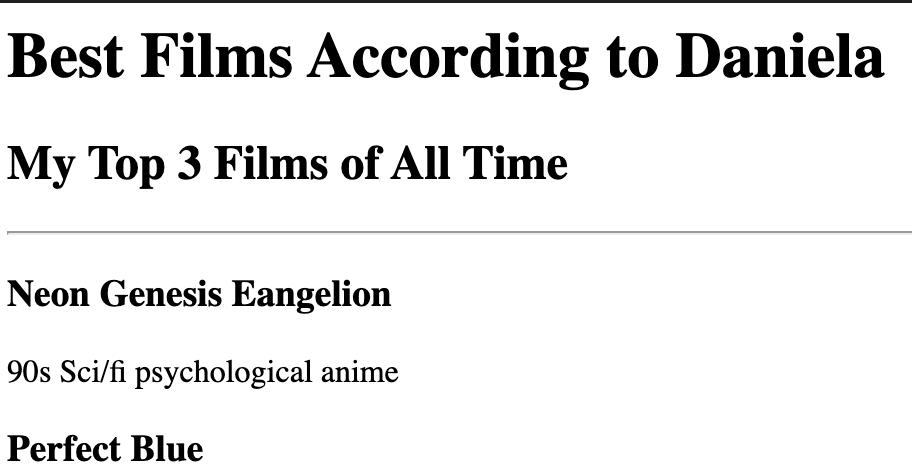 Best Films According to Daniela
My Top 3 Films of All Time
Neon Genesis Eangelion
90s Sci/fi psychological anime
Perfect Blue